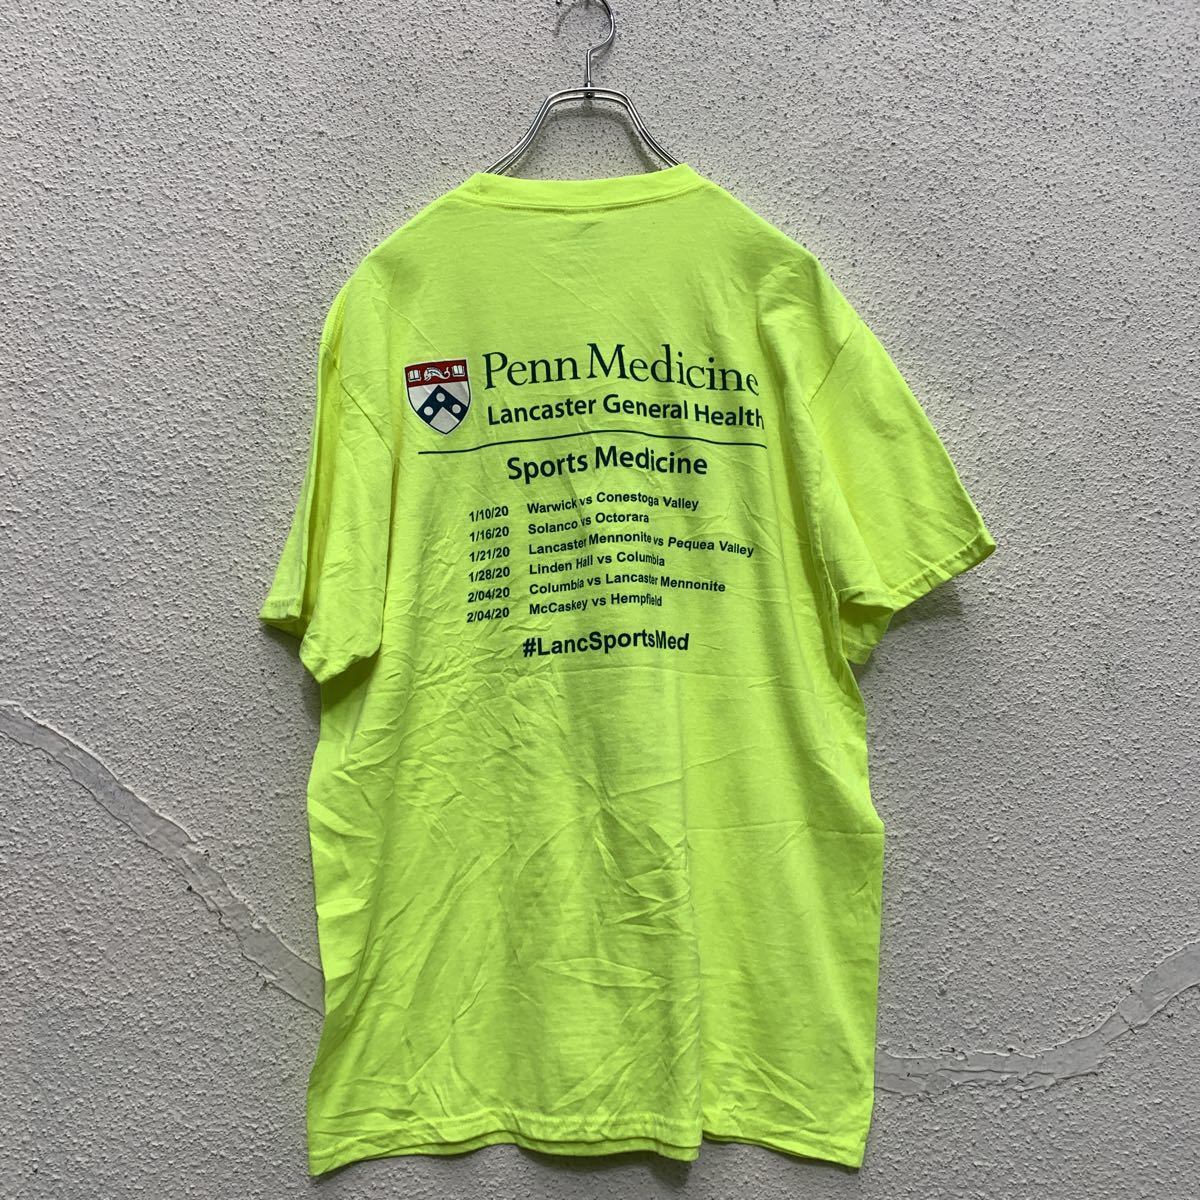 Penn Medicine
Lancaster General Health
Sports Medicine
1/10/20 Warwick vs Conestoga Valley
1/16/20 Solanco vs Octorara
1/21/20 Lancaster Mennonite vs Pequea Valley
1/28/20 Linden Hall vs Columbia
2/04/20 Columbia vs Lancaster Mennonite
2/04/20 McCaskey vs Hempfield
#LancSportsMed